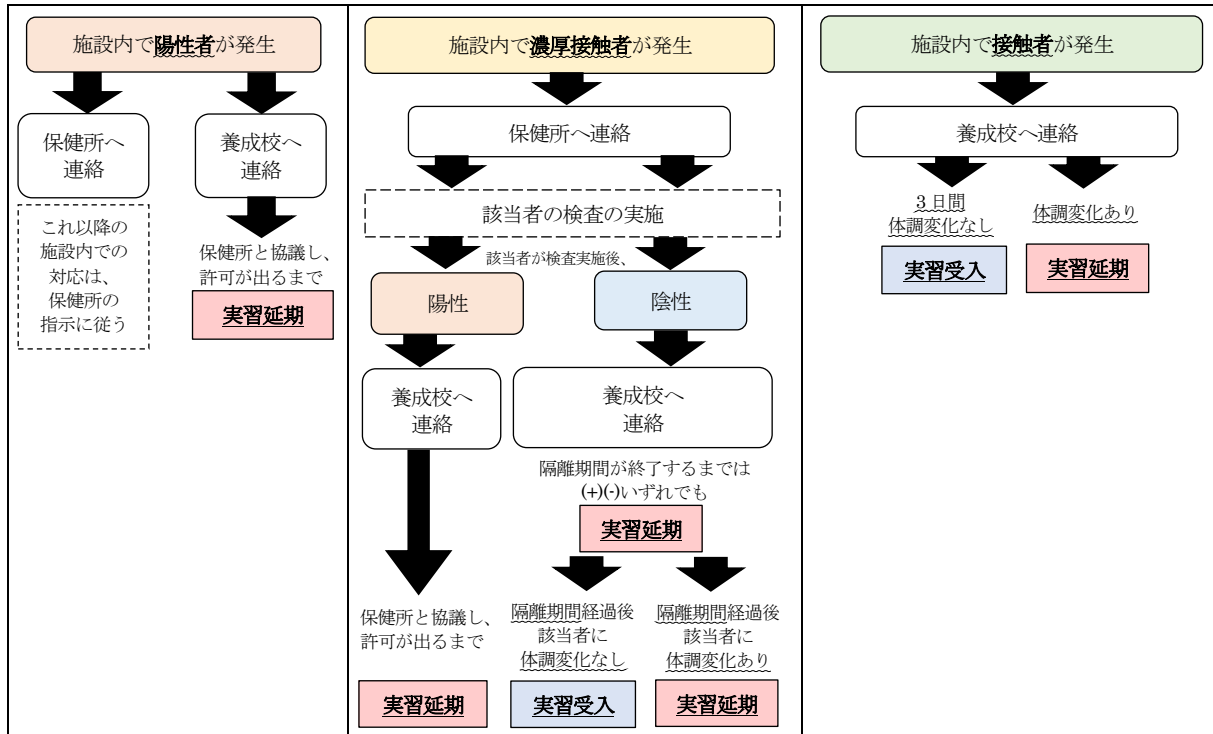 施設内で陽性者が発生
保健所へ
連絡
養成校へ
連絡
これ以降の
施設内での
対応は、
保健所の
指示に従う
保健所と協議し、
許可が出るまで
実習延期
施設内で濃厚接触者が発生
保健所へ連絡
該当者の検査の実施
該当者が検査実施後、
陽性
陰性
養成校へ
連絡
養成校へ
連絡
隔離期間が終了するまでは
(+)(-)いずれでも
実習延期
保健所と協議し、
許可が出るまで
実習延期
隔離期間経過後
該当者に
体調変化なし
実習受入
隔離期間経過後
該当者に
体調変化あり
実習延期
施設内で接触者が発生
養成校へ連絡
3日間
体調変化なし
実習受入
体調変化あり
実習延期